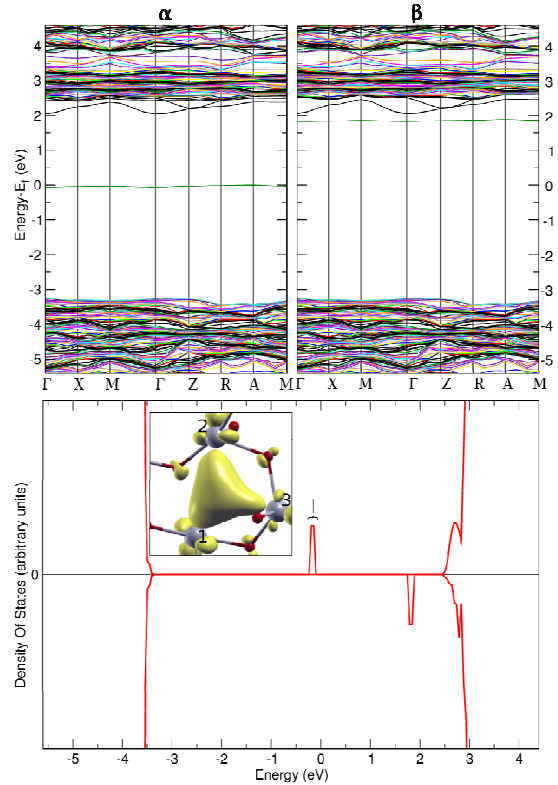 α β
4 4
3 3
2 2
1 1
0 0
-1 -1
-2 -2
-3 -3
-4 -4
-5 -5
Energy-Ef (eV)
Γ X M Γ Z R A M Γ X M Γ Z R A M
2
3
1
0
Density Of States (arbitrary units)
-5 -4 -3 -2 -1 0 1 2 3 4
Energy (eV)